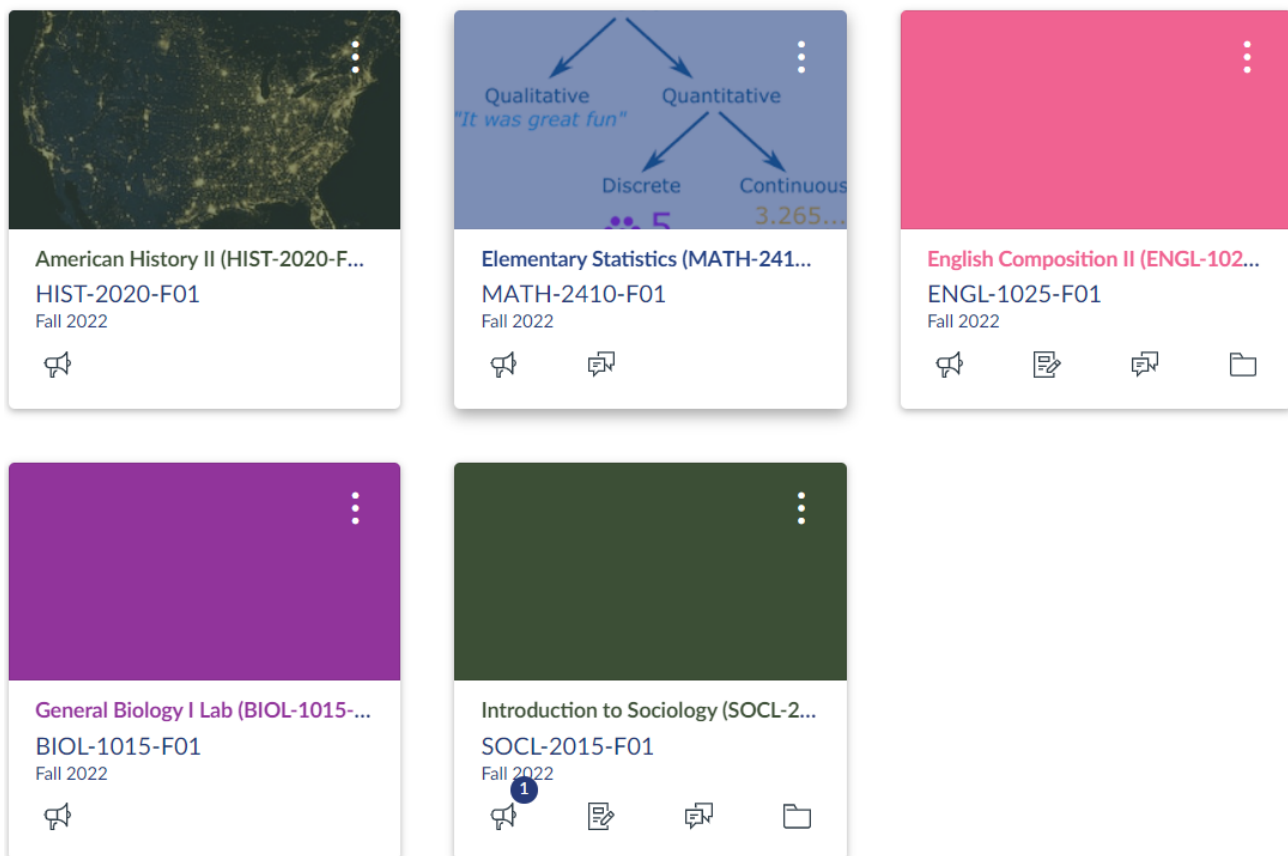 Qualitative Quantitative
"It was great fun"
Discrete Continuous
5 3.265...
American History II (HIST-2020-F...
HIST-2020-F01
Fall 2022
Elementary Statistics (MATH-241...
MATH-2410-F01
Fall 2022
English Composition II (ENGL-102...
ENGL-1025-F01
Fall 2022
General Biology I Lab (BIOL-1015-...
BIOL-1015-F01
Fall 2022
Introduction to Sociology (SOCL-2...
SOCL-2015-F01
Fall 2022
1